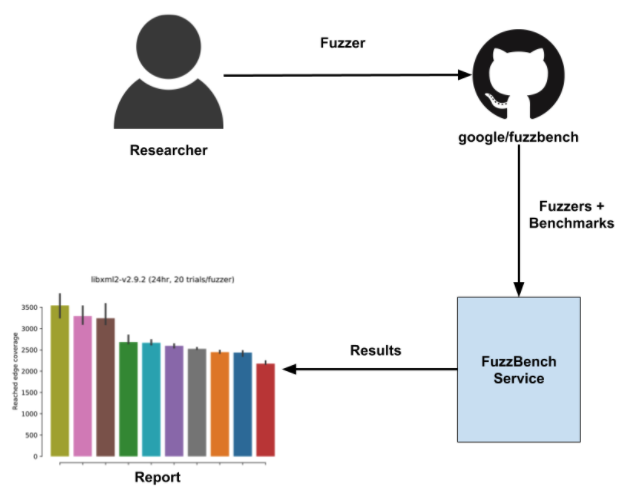 Fuzzer
Researcher
google/fuzzbench
Fuzzers +
Benchmarks
FuzzBench
Service
Results
libxml2-v2.9.2 (24hr, 20 trials/fuzzer)
Reached edge coverage
3500
3000
2500
2000
1500
1000
500
0
Report